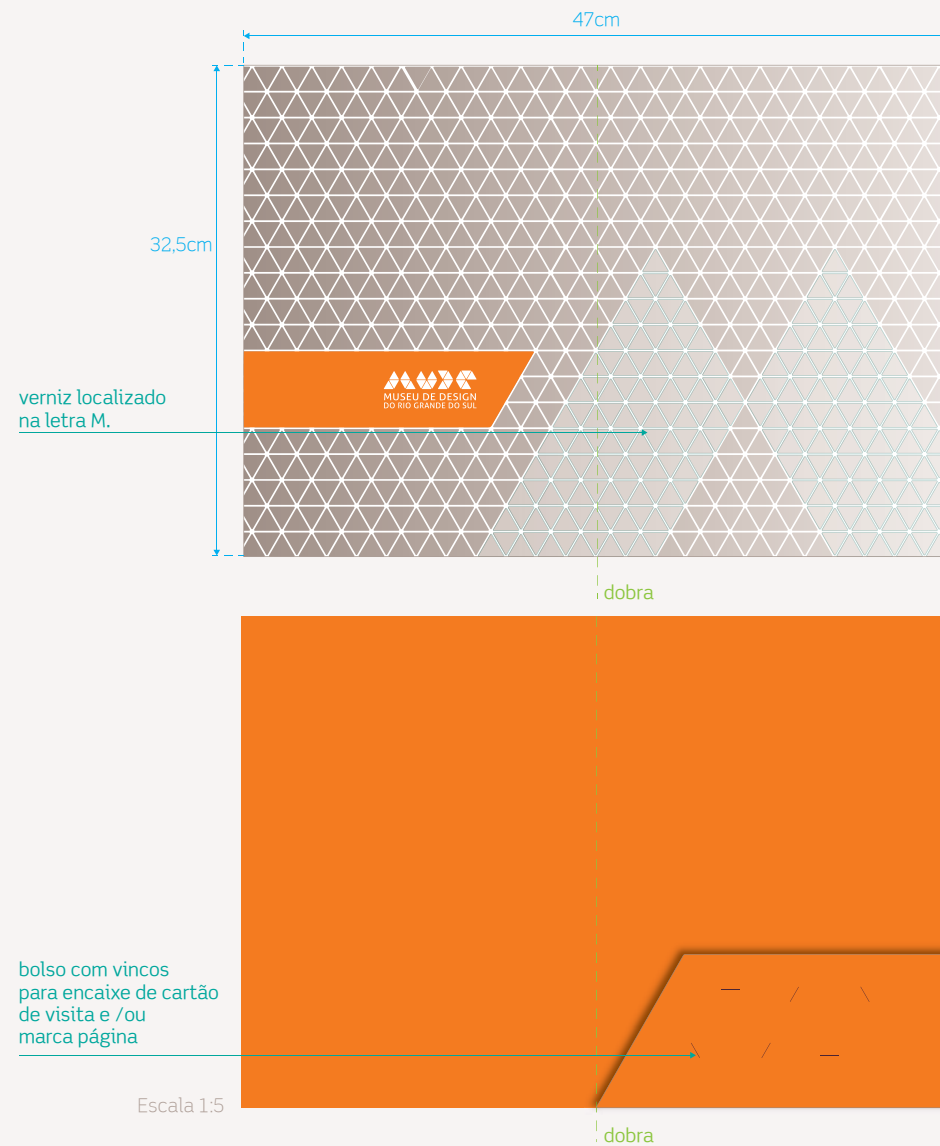 47cm
32,5cm
MUSEU DE DESIGN
DO RIO GRANDE DO SUL
verniz localizado
na letra M.
dobra
bolso com vincos
para encaixe de cartão
de visita e /ou
marca página
Escala 1:5
dobra